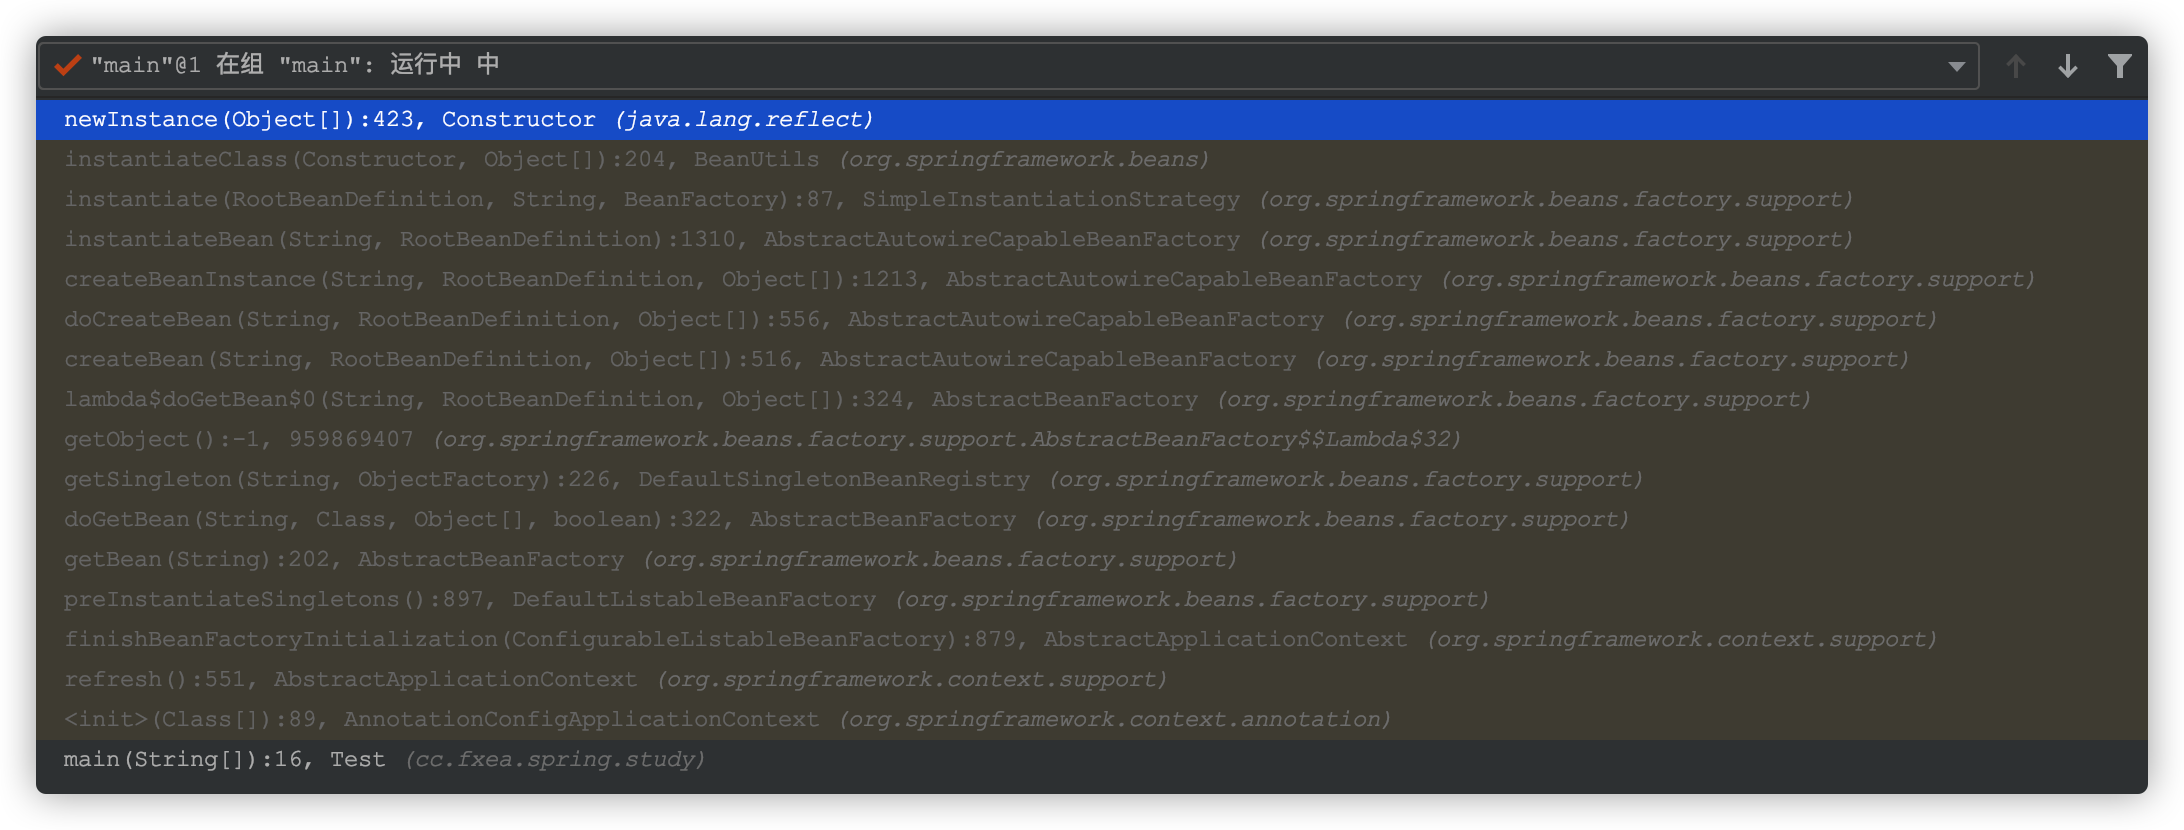 "main"@1 在组 "main": 运行中 中
newInstance(Object[]):423, Constructor (java.lang.reflect)
instantiateClass(Constructor, Object[]):204, BeanUtils (org.springframework.beans)
instantiate(RootBeanDefinition, String, BeanFactory):87, SimpleInstantiationStrategy (org.springframework.beans.factory.support)
instantiateBean(String, RootBeanDefinition):1310, AbstractAutowireCapableBeanFactory (org.springframework.beans.factory.support)
createBeanInstance(String, RootBeanDefinition, Object[]):1213, AbstractAutowireCapableBeanFactory (org.springframework.beans.factory.support)
doCreateBean(String, RootBeanDefinition, Object[]):556, AbstractAutowireCapableBeanFactory (org.springframework.beans.factory.support)
createBean(String, RootBeanDefinition, Object[]):516, AbstractAutowireCapableBeanFactory (org.springframework.beans.factory.support)
lambda$doGetBean$0(String, RootBeanDefinition, Object[]):324, AbstractBeanFactory (org.springframework.beans.factory.support)
getObject():-1, 959869407 (org.springframework.beans.factory.support.AbstractBeanFactory$$Lambda$32)
getSingleton(String, ObjectFactory):226, DefaultSingletonBeanRegistry (org.springframework.beans.factory.support)
doGetBean(String, Class, Object[], boolean):322, AbstractBeanFactory (org.springframework.beans.factory.support)
getBean(String):202, AbstractBeanFactory (org.springframework.beans.factory.support)
preInstantiateSingletons():897, DefaultListableBeanFactory (org.springframework.beans.factory.support)
finishBeanFactoryInitialization(ConfigurableListableBeanFactory):879, AbstractApplicationContext (org.springframework.context.support)
refresh():551, AbstractApplicationContext (org.springframework.context.support)
<init>(Class[]):89, AnnotationConfigApplicationContext (org.springframework.context.annotation)
main(String[]):16, Test (cc.fxea.spring.study)